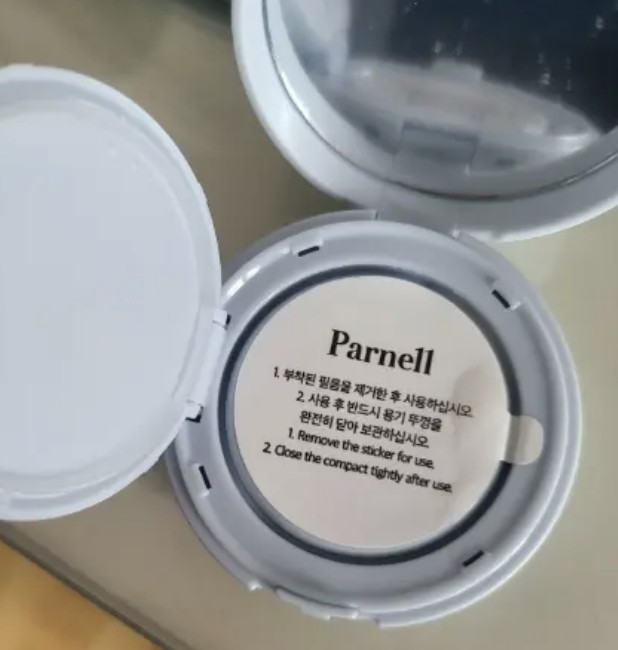 Parnell
1. 부착된 필름을 제거한 후 사용하십시오.
2. 사용 후 반드시 용기 뚜껑을
완전히 닫아 보관하십시오.
1. Remove the sticker for use.
2. Close the compact tightly after use.